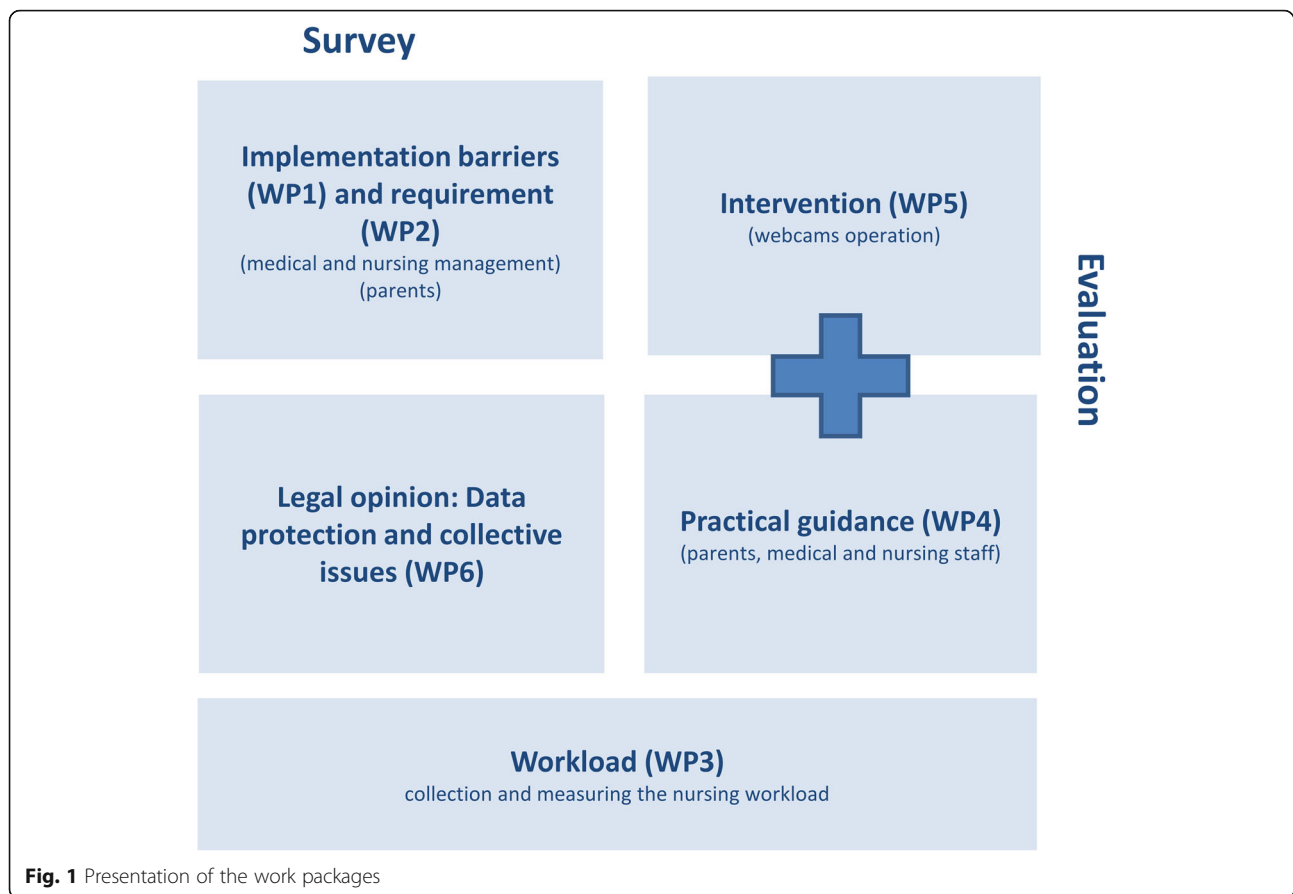 Survey
Implementation barriers
(WP1) and requirement
(WP2)
(medical and nursing management)
(parents)
Intervention (WP5)
(webcams operation)
Evaluation
Legal opinion: Data
protection and collective
issues (WP6)
Practical guidance (WP4)
(parents, medical and nursing staff)
Workload (WP3)
collection and measuring the nursing workload
Fig. 1 Presentation of the work packages